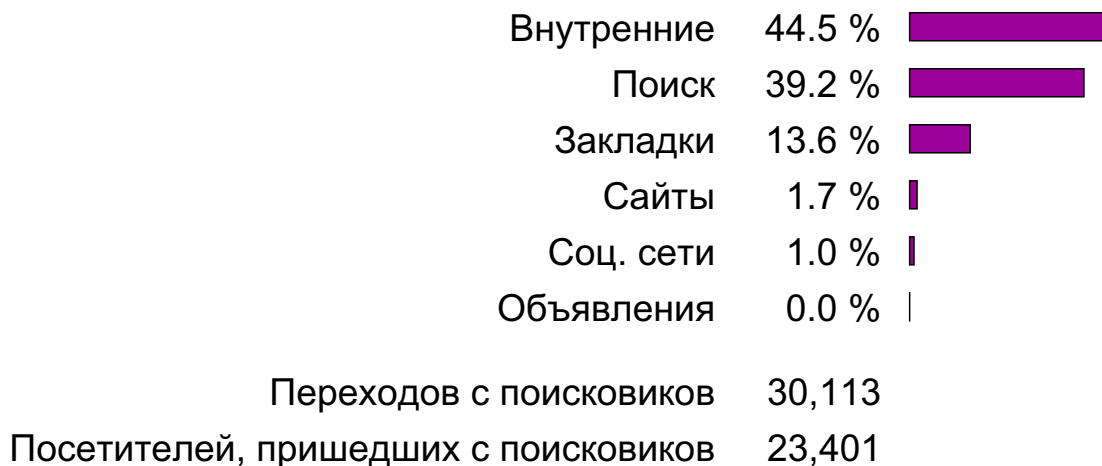 Внутренние 44.5 %
Поиск 39.2 %
Закладки 13.6 %
Сайты 1.7 %
Соц. сети 1.0 %
Объявления 0.0 %
Переходов с поисковиков 30,113
Посетителей, пришедших с поисковиков 23,401